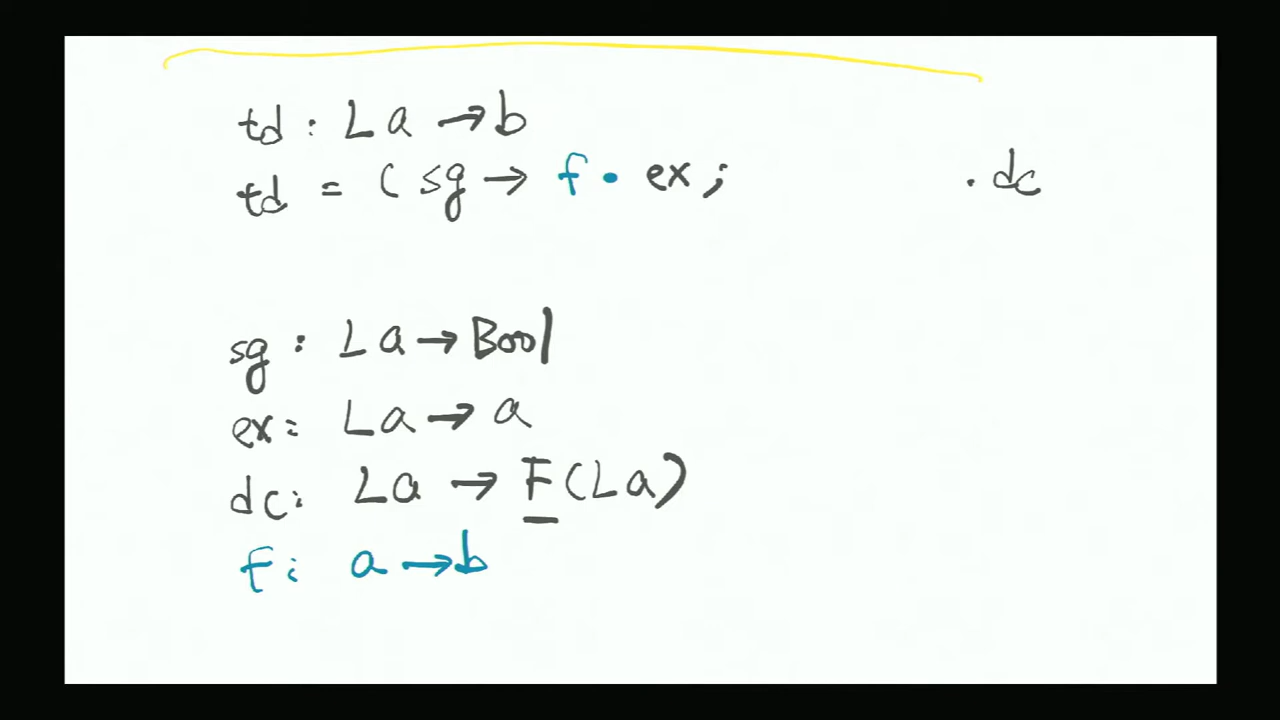 td : La → b
td = ( sg → f • ex ; . dc
sg : La → Bool
ex : La → a
dc : La → F(La)
f : a → b